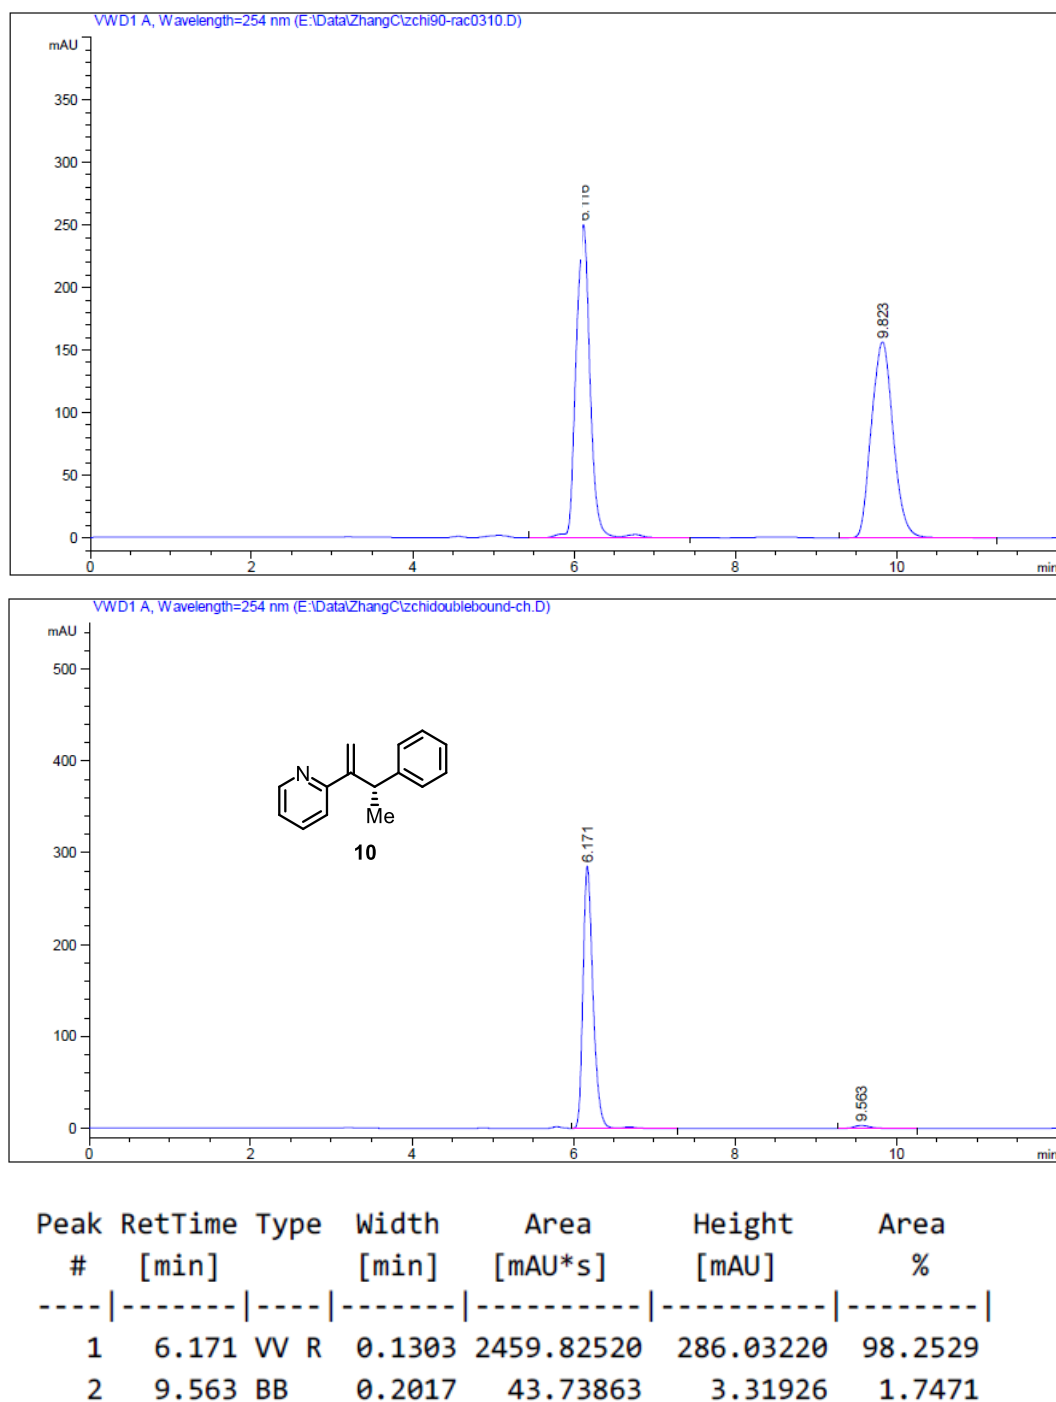 VWD1 A, Wavelength=254 nm (E:\Data\ZhangC\zchi90-rac0310.D)
mAU
350
300
250
200
150
100
50
0
6.116
9.823
0 2 4 6 8 10 min
VWD1 A, Wavelength=254 nm (E:\Data\ZhangC\zchidoublebound-ch.D)
mAU
500
400
300
200
100
0
N
Me
10
6.171
9.563
0 2 4 6 8 10 min
Peak RetTime Type Width Area Height Area
# [min] [min] [mAU*s] [mAU] %
----|-------|----|-------|----------|----------|--------|
1 6.171 VV R 0.1303 2459.82520 286.03220 98.2529
2 9.563 BB 0.2017 43.73863 3.31926 1.7471